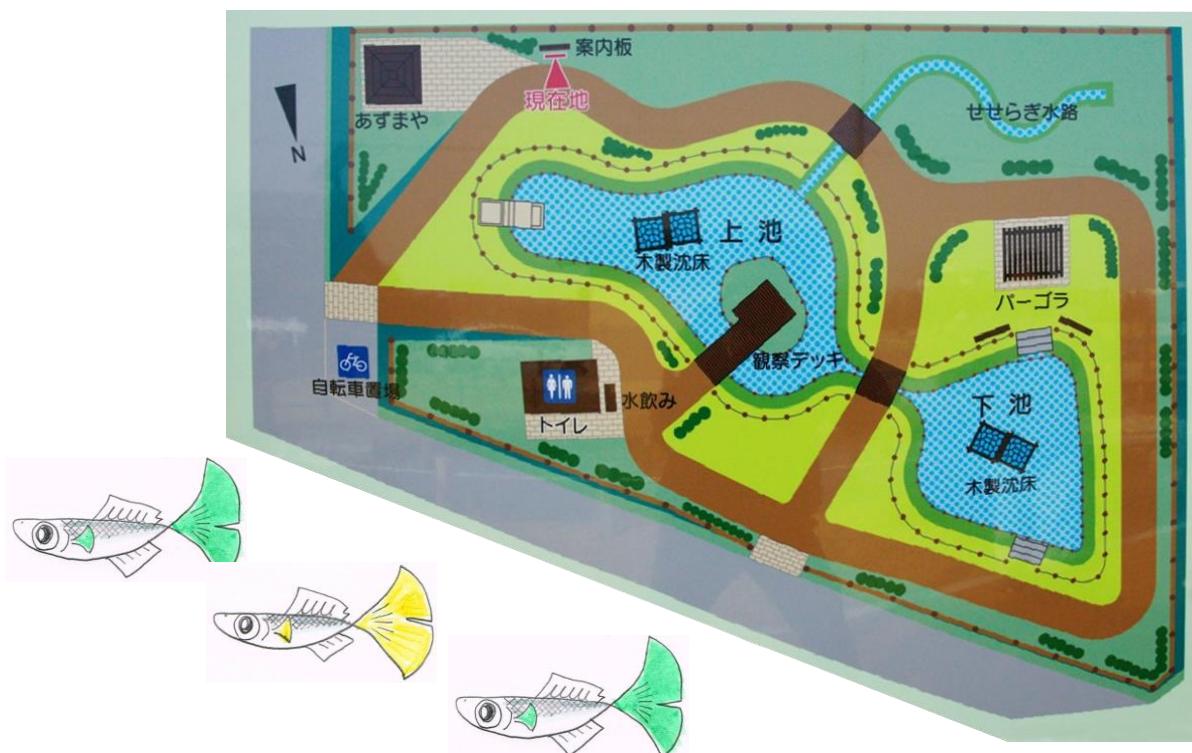 案内板
現在地
あずまや
せせらぎ水路
N
上池
木製沈床
パーゴラ
観察デッキ
自転車置場
水飲み
トイレ
下池
木製沈床